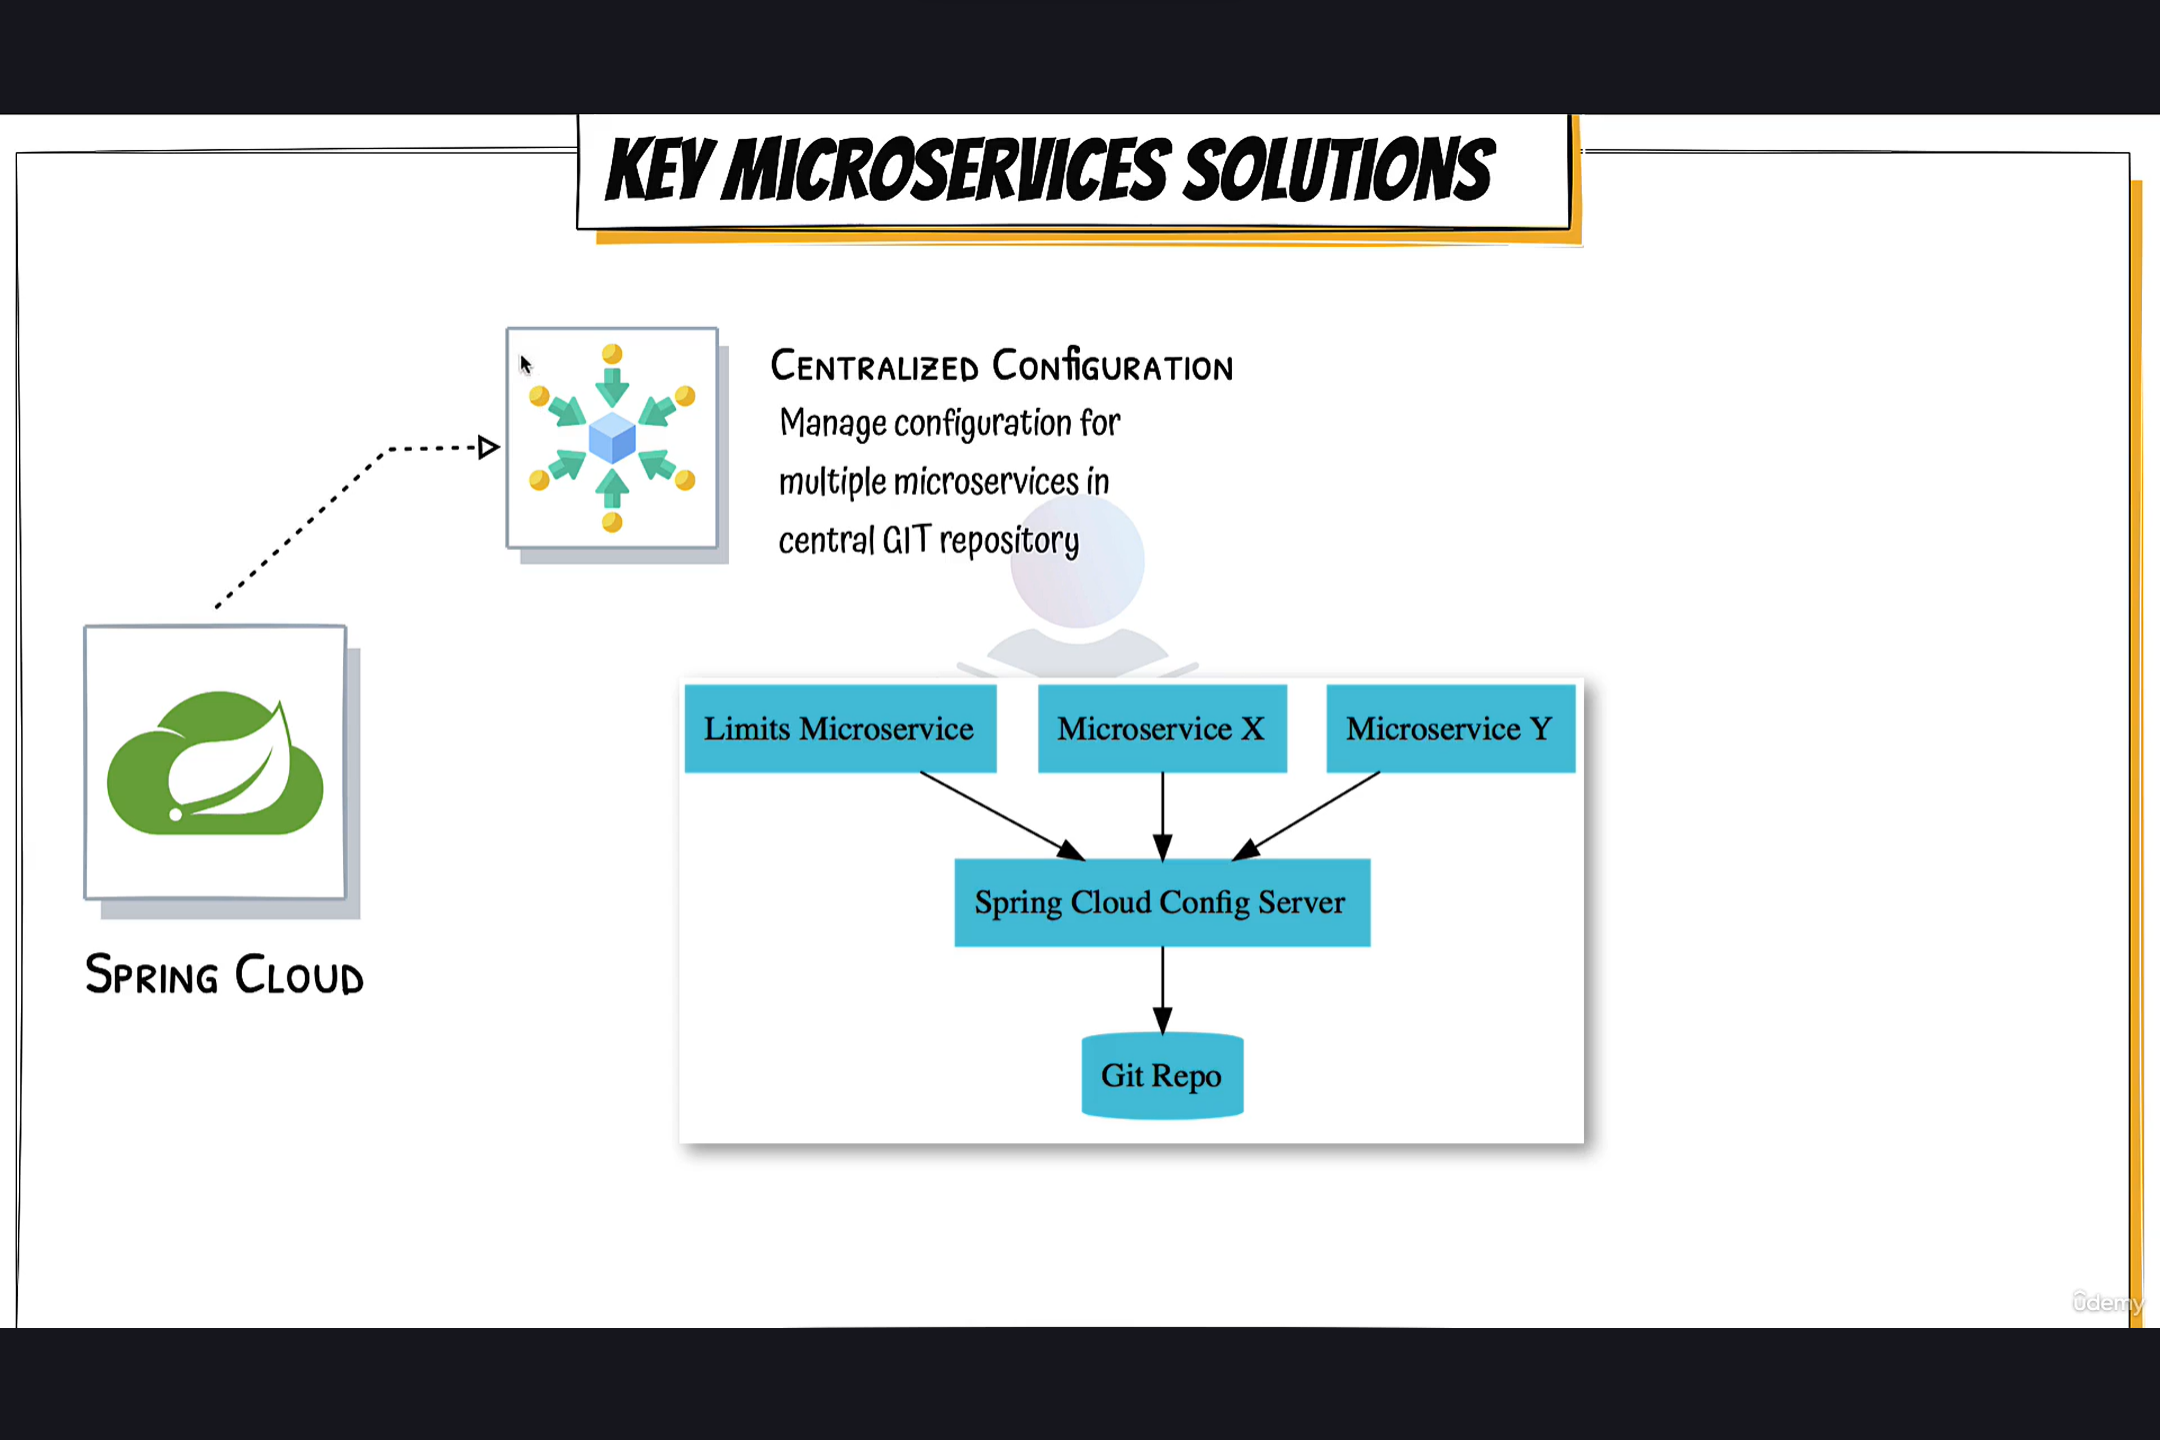 KEY MICROSERVICES SOLUTIONS
CENTRALIZED CONFIGURATION
Manage configuration for
multiple microservices in
central GIT repository
SPRING CLOUD
Limits Microservice
Microservice X
Microservice Y
Spring Cloud Config Server
Git Repo
ûdemy